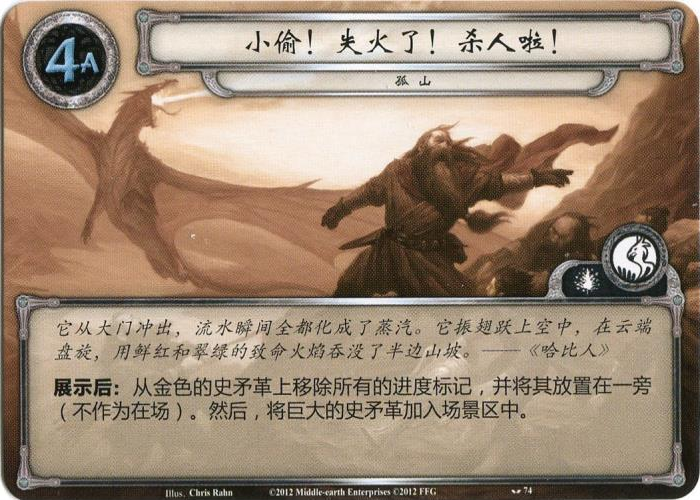 4A
小偷！失火了！杀人啦！
孤山
它从大门冲出，流水瞬间全都化成了蒸汽。它振翅跃上空中，在云端
盘旋，用鲜红和翠绿的致命火焰吞没了半边山坡。——《哈比人》
展示后：从金色的史矛革上移除所有的进度标记，并将其放置在一旁
（不作为在场）。然后，将巨大的史矛革加入场景区中。
Illus. Chris Rahn ©2012 Middle-earth Enterprises ©2012 FFG 74